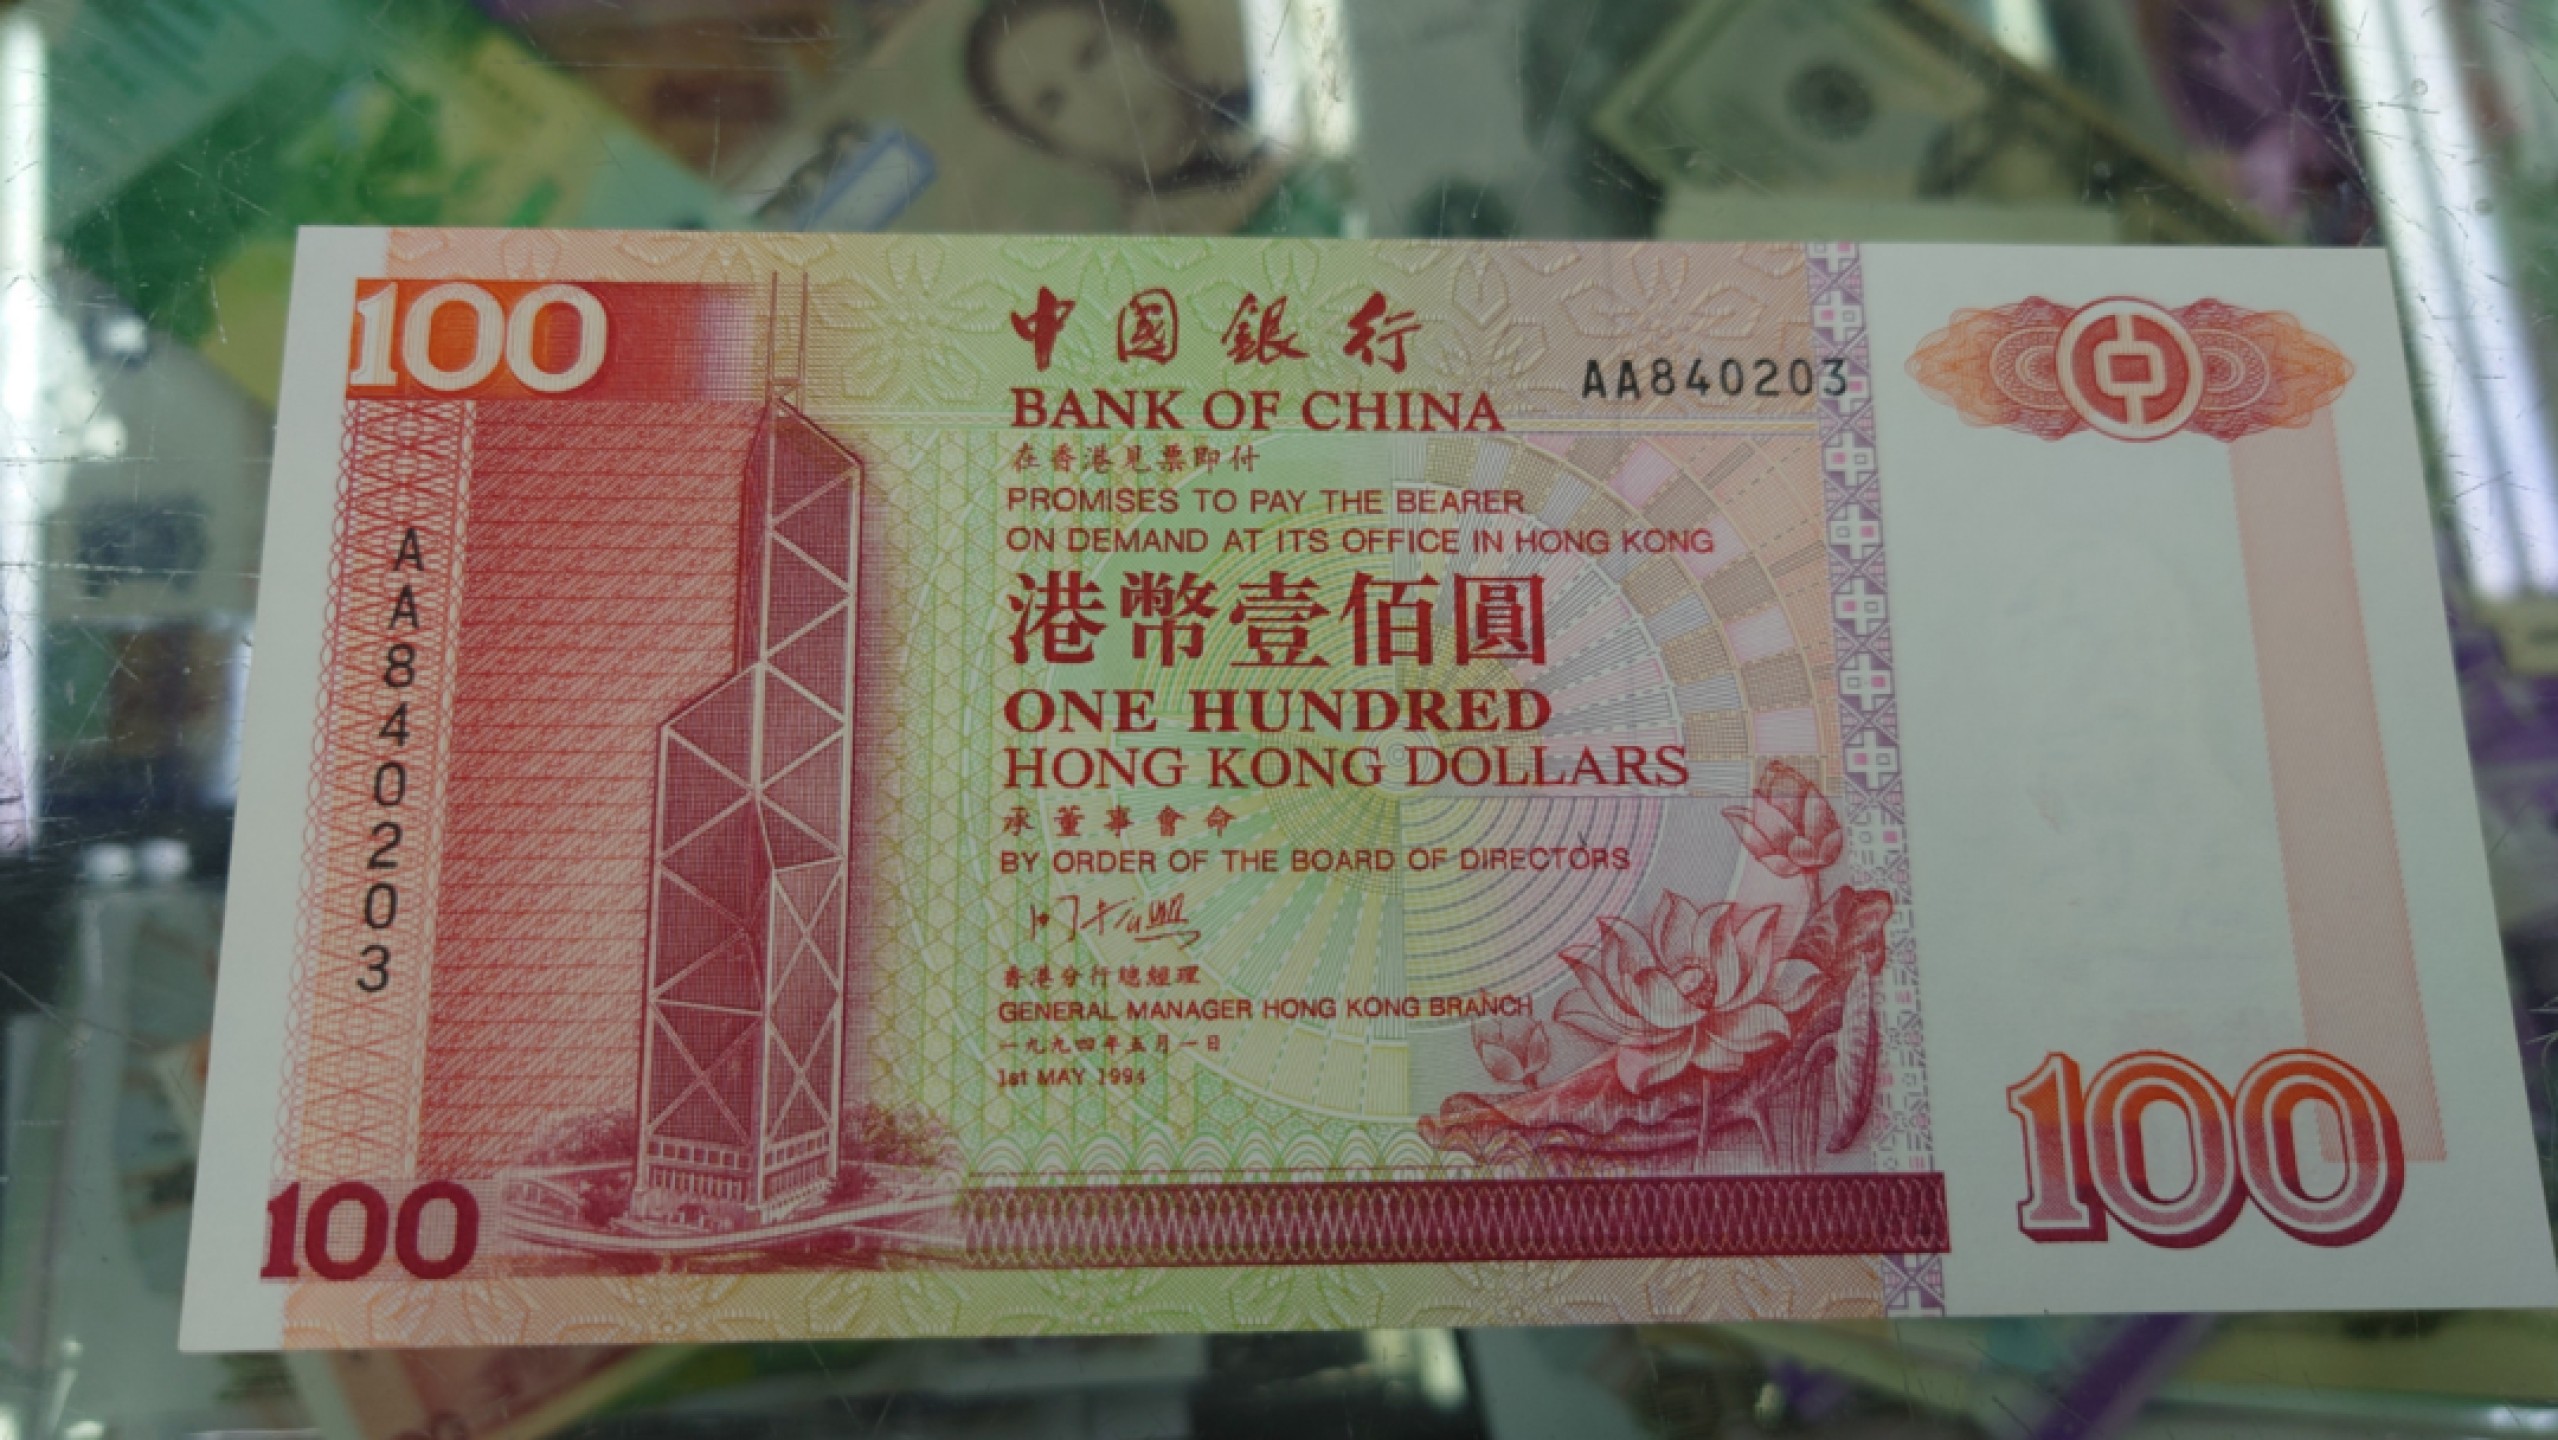 100
中國銀行
BANK OF CHINA
AA840203
在香港見票即付
PROMISES TO PAY THE BEARER
ON DEMAND AT ITS OFFICE IN HONG KONG
港幣壹佰圓
ONE HUNDRED
HONG KONG DOLLARS
承董事會命
BY ORDER OF THE BOARD OF DIRECTORS
香港分行總經理
GENERAL MANAGER HONG KONG BRANCH
一九九四年五月一日
1st MAY 1994
AA840203
100
100